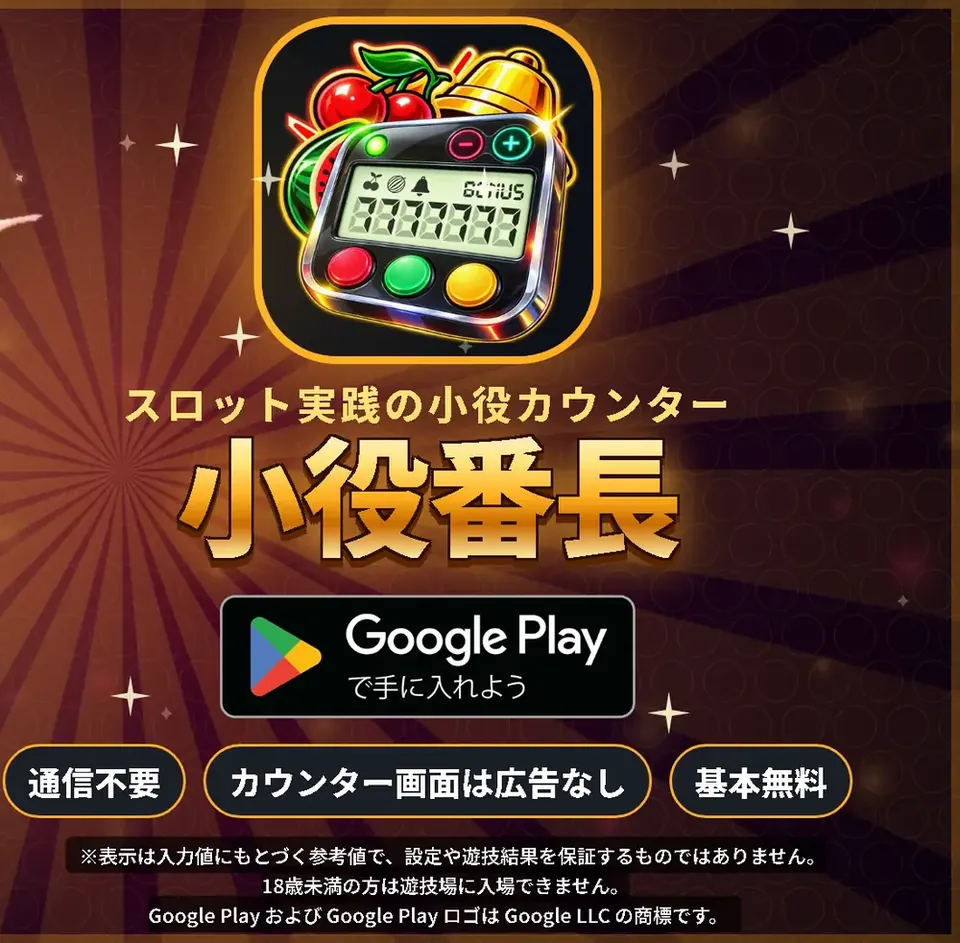 BONUS
7777777
スロット実践の小役カウンター
小役番長
Google Play
で手に入れよう
通信不要 カウンター画面は広告なし 基本無料
※表示は入力値にもとづく参考値で、設定や遊技結果を保証するものではありません。
18歳未満の方は遊技場に入場できません。
Google Play および Google Play ロゴは Google LLC の商標です。